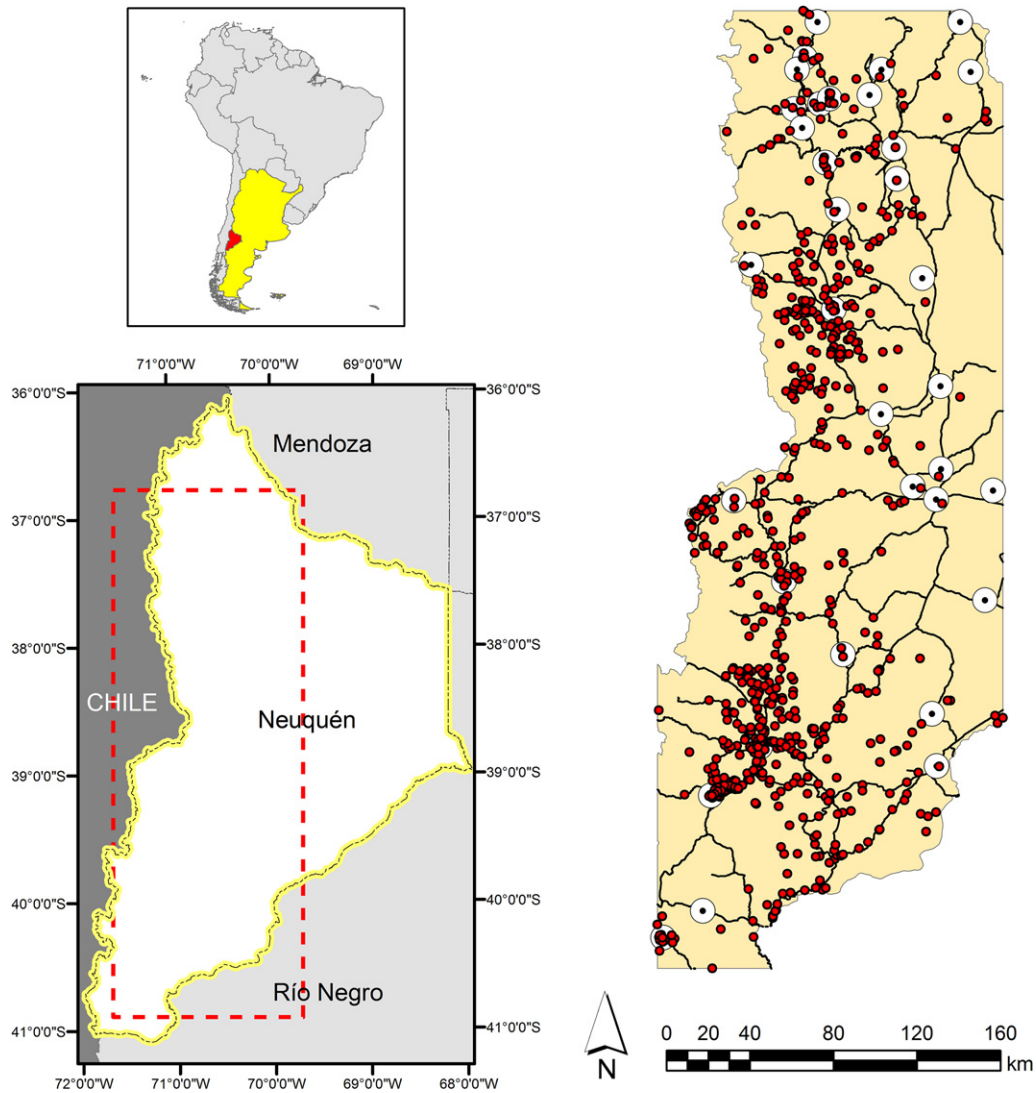 71°0'0"W 70°0'0"W 69°0'0"W
36°0'0"S 36°0'0"S
Mendoza
37°0'0"S 37°0'0"S
38°0'0"S 38°0'0"S
CHILE
Neuquén
39°0'0"S 39°0'0"S
40°0'0"S 40°0'0"S
Río Negro
41°0'0"S 41°0'0"S
72°0'0"W 71°0'0"W 70°0'0"W 69°0'0"W 68°0'0"W
N
0 20 40 80 120 160
km